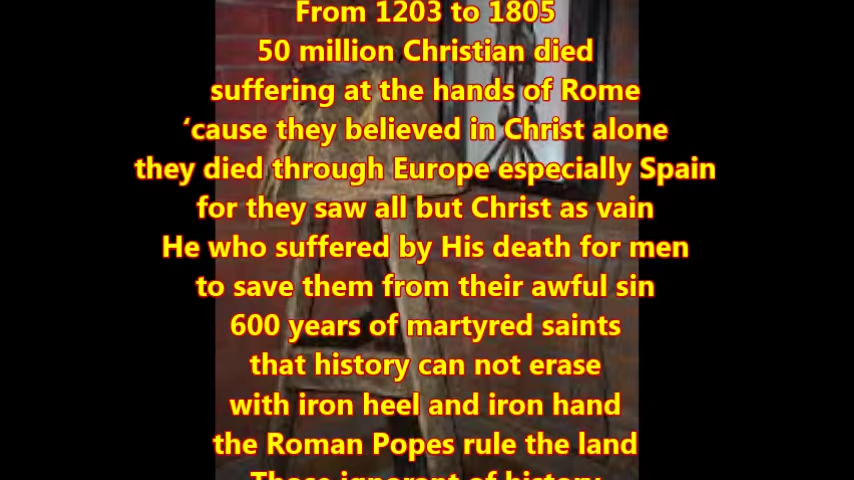 From 1203 to 1805
50 million Christian died
suffering at the hands of Rome
‘cause they believed in Christ alone
they died through Europe especially Spain
for they saw all but Christ as vain
He who suffered by His death for men
to save them from their awful sin
600 years of martyred saints
that history can not erase
with iron heel and iron hand
the Roman Popes rule the land
Those ignorant of history